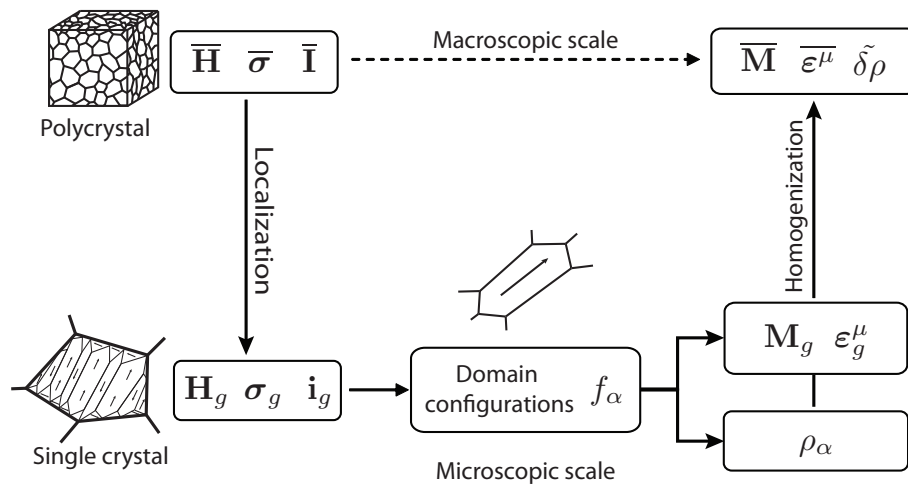 H̅ σ̅ I̅
Macroscopic scale
M̅ ε̅^μ δ̃ρ
Polycrystal
Localization
Homogenization
M_g ε_g^μ
H_g σ_g i_g
Domain
configurations f_α
ρ_α
Single crystal
Microscopic scale